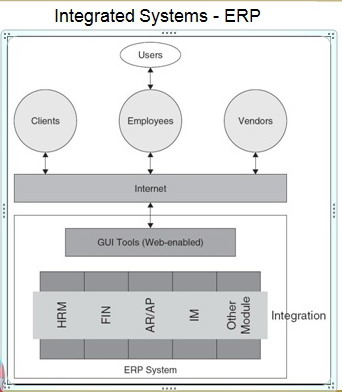 Integrated Systems - ERP
Users
Clients
Employees
Vendors
Internet
GUI Tools (Web-enabled)
HRM
FIN
AR/AP
IM
Other
Module
Integration
ERP System